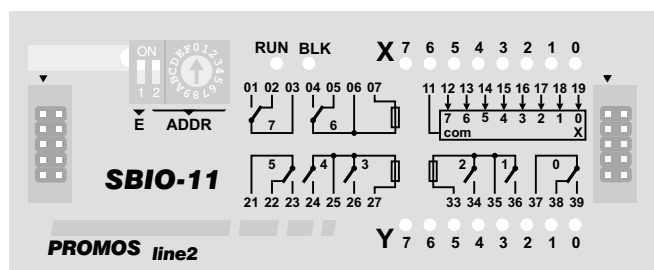 RUN BLK X 7 6 5 4 3 2 1 0
ON
ABCDEF0123456789
1 2
E ADDR
01 02 03 04 05 06 07 11 12 13 14 15 16 17 18 19
7 6 7 6 5 4 3 2 1 0
com X
SBIO-11
5 4 3 2 1 0
21 22 23 24 25 26 27 33 34 35 36 37 38 39
PROMOS line2
Y 7 6 5 4 3 2 1 0